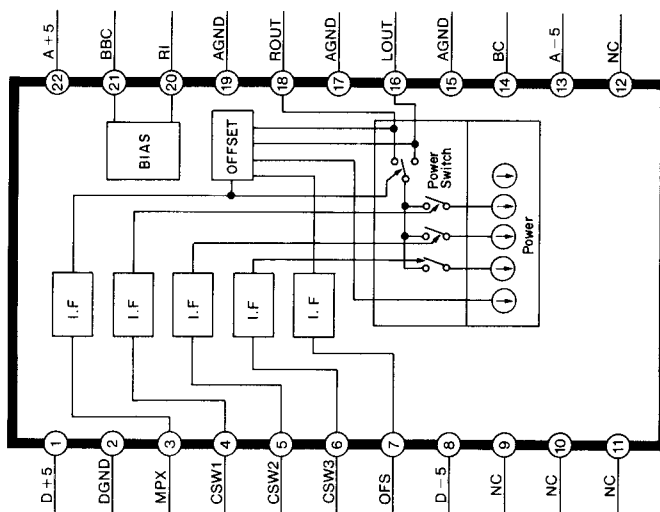 A+5
BBC
RI
AGND
ROUT
AGND
LOUT
AGND
BC
A-5
NC
22
21
20
19
18
17
16
15
14
13
12
BIAS
OFFSET
Power
Switch
Power
I.F
I.F
I.F
I.F
I.F
1
2
3
4
5
6
7
8
9
10
11
D+5
DGND
MPX
CSW1
CSW2
CSW3
OFS
D-5
NC
NC
NC